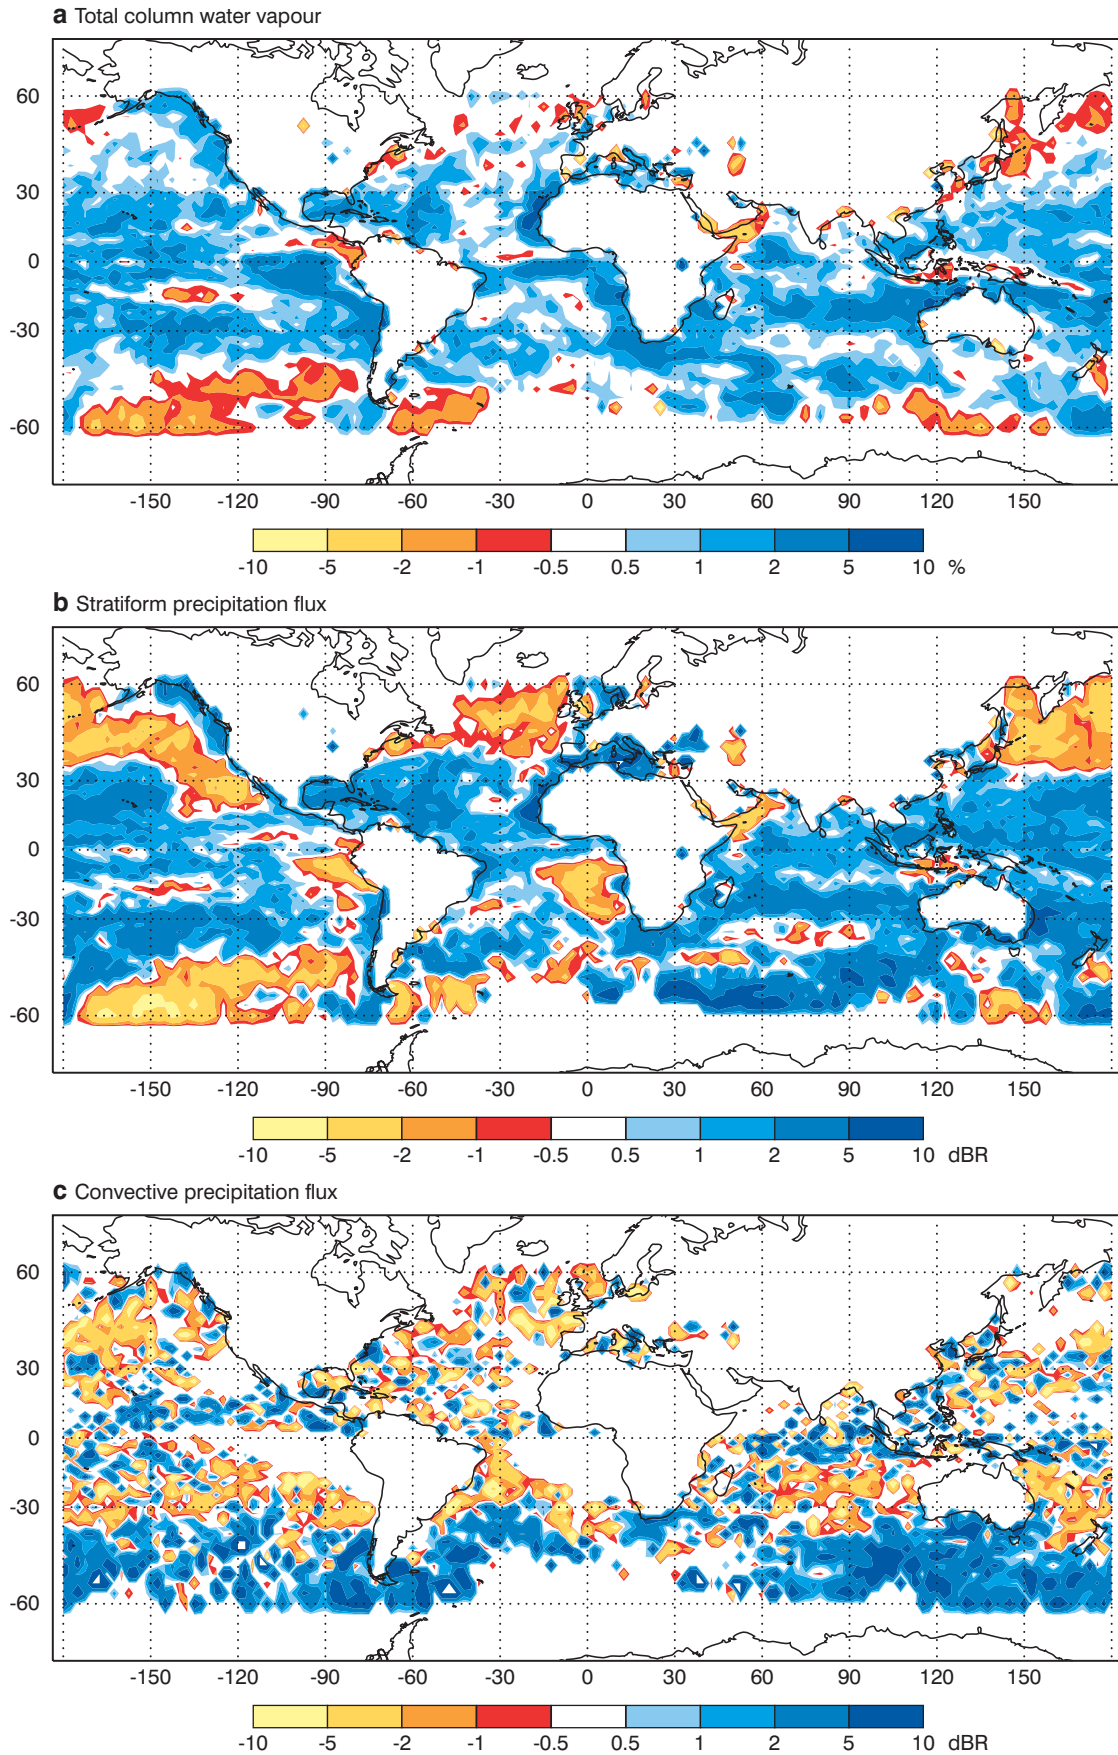 a Total column water vapour
60
30
0
-30
-60
-150 -120 -90 -60 -30 0 30 60 90 120 150
-10 -5 -2 -1 -0.5 0.5 1 2 5 10 %
b Stratiform precipitation flux
60
30
0
-30
-60
-150 -120 -90 -60 -30 0 30 60 90 120 150
-10 -5 -2 -1 -0.5 0.5 1 2 5 10 dBR
c Convective precipitation flux
60
30
0
-30
-60
-150 -120 -90 -60 -30 0 30 60 90 120 150
-10 -5 -2 -1 -0.5 0.5 1 2 5 10 dBR